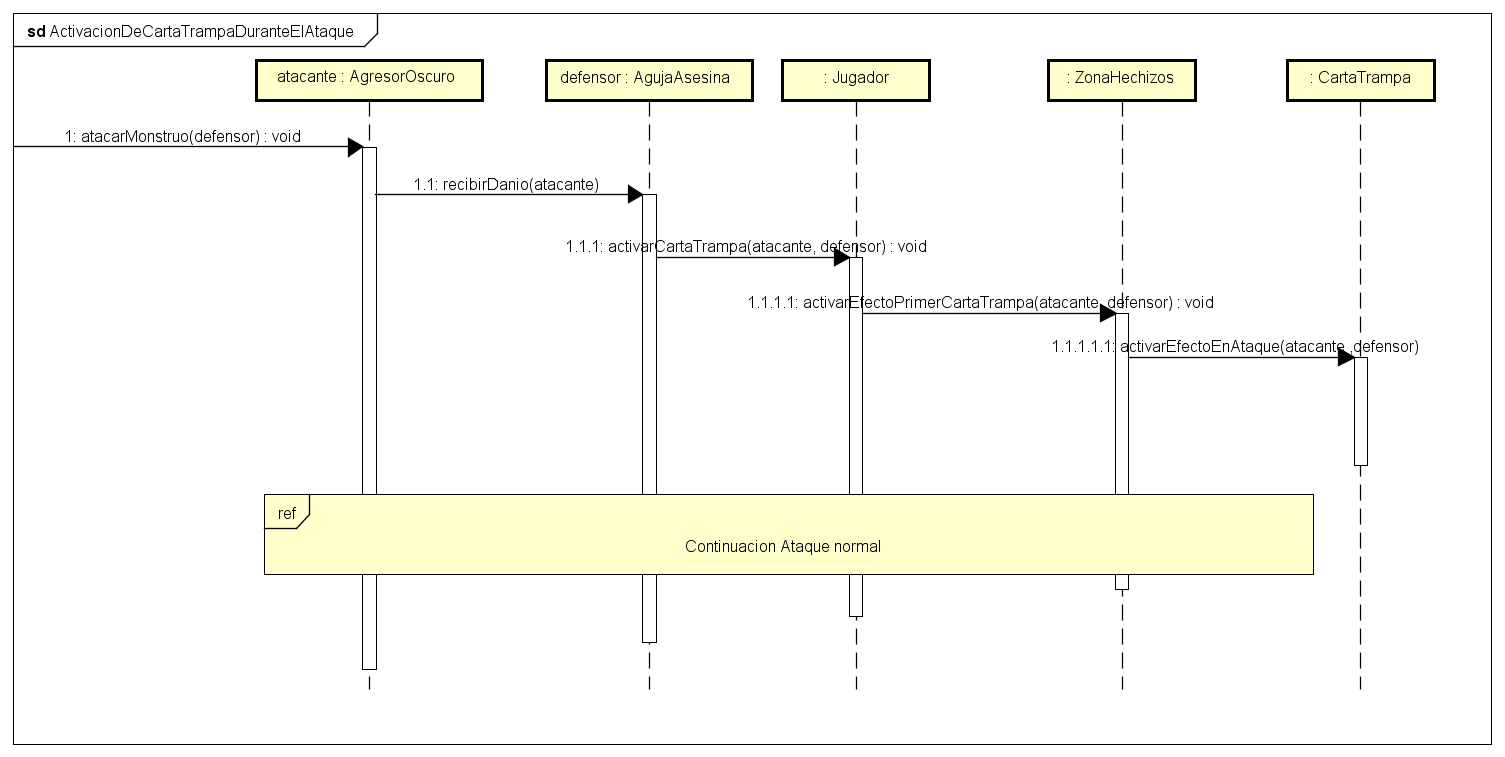 sd ActivacionDeCartaTrampaDuranteElAtaque
atacante : AgresorOscuro
defensor : AgujaAsesina
: Jugador
: ZonaHechizos
: CartaTrampa
1: atacarMonstruo(defensor) : void
1.1: recibirDanio(atacante)
1.1.1: activarCartaTrampa(atacante, defensor) : void
1.1.1.1: activarEfectoPrimerCartaTrampa(atacante, defensor) : void
1.1.1.1.1: activarEfectoEnAtaque(atacante ,defensor)
ref
Continuacion Ataque normal